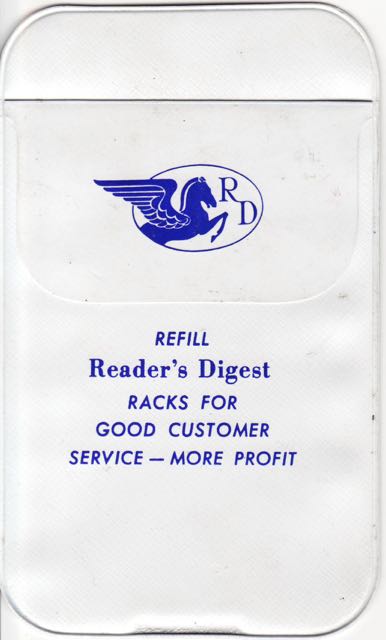 RD
REFILL
Reader's Digest
RACKS FOR
GOOD CUSTOMER
SERVICE — MORE PROFIT